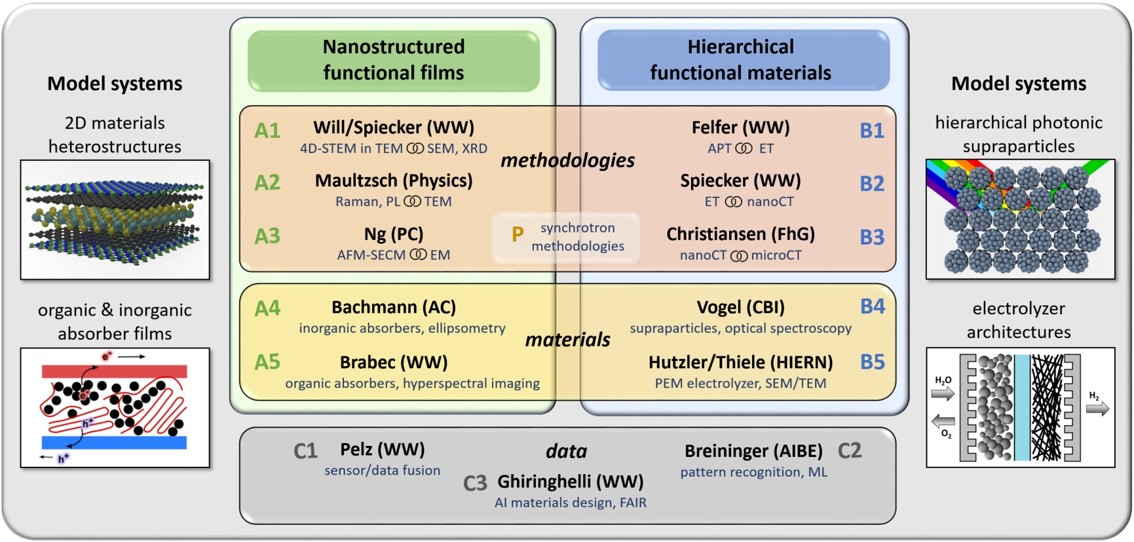 Model systems
2D materials
heterostructures
organic & inorganic
absorber films
e⁺
e⁺
h⁺
h⁺
Nanostructured
functional films
Hierarchical
functional materials
A1
Will/Spiecker (WW)
4D-STEM in TEM SEM, XRD
A2
Maultzsch (Physics)
Raman, PL TEM
A3
Ng (PC)
AFM-SECM EM
methodologies
P synchrotron
methodologies
Felfer (WW)
B1
APT ET
Spiecker (WW)
B2
ET nanoCT
Christiansen (FhG)
B3
nanoCT microCT
A4
Bachmann (AC)
inorganic absorbers, ellipsometry
A5
Brabec (WW)
organic absorbers, hyperspectral imaging
materials
Vogel (CBI)
B4
supraparticles, optical spectroscopy
Hutzler/Thiele (HIERN)
B5
PEM electrolyzer, SEM/TEM
C1
Pelz (WW)
sensor/data fusion
data
Breininger (AIBE)
C2
pattern recognition, ML
C3
Ghiringhelli (WW)
AI materials design, FAIR
Model systems
hierarchical photonic
supraparticles
electrolyzer
architectures
H₂O
O₂
H₂